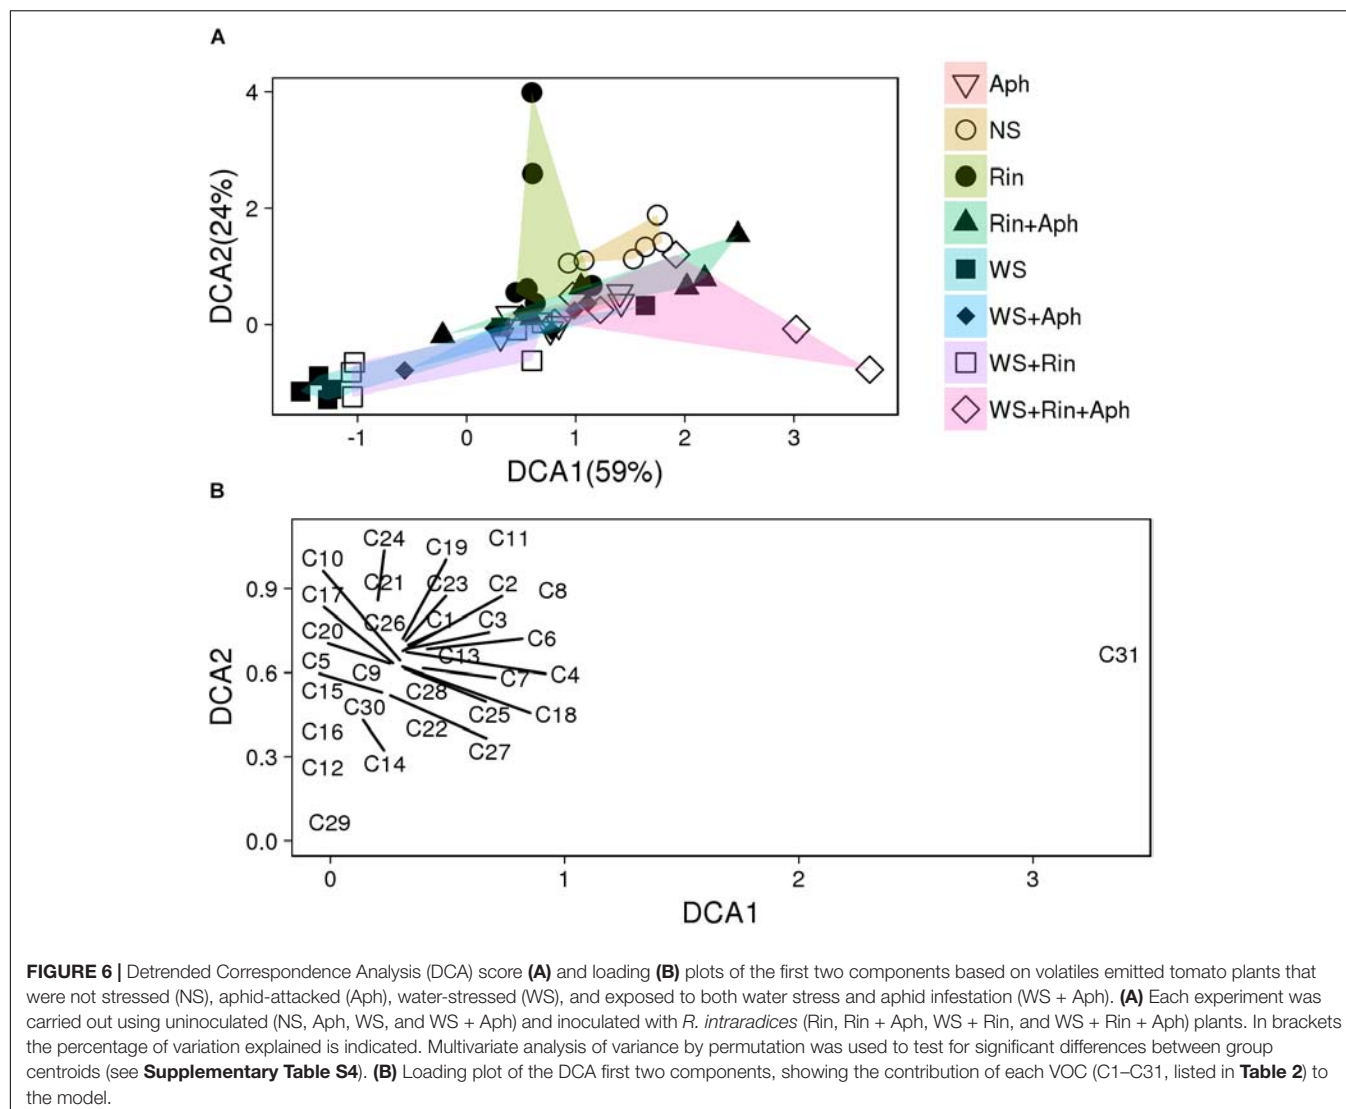 A
4
2
0
DCA2(24%)
-1 0 1 2 3
DCA1(59%)
Aph
NS
Rin
Rin+Aph
WS
WS+Aph
WS+Rin
WS+Rin+Aph
B
0.9
0.6
0.3
0.0
DCA2
C24
C19
C11
C10
C21
C23
C2
C8
C17
C26
C1
C3
C20
C6
C13
C31
C5
C9
C7
C4
C15
C28
C30
C25
C18
C16
C22
C27
C12
C14
C29
0 1 2 3
DCA1
FIGURE 6 | Detrended Correspondence Analysis (DCA) score (A) and loading (B) plots of the first two components based on volatiles emitted tomato plants that
were not stressed (NS), aphid-attacked (Aph), water-stressed (WS), and exposed to both water stress and aphid infestation (WS + Aph). (A) Each experiment was
carried out using uninoculated (NS, Aph, WS, and WS + Aph) and inoculated with R. intraradices (Rin, Rin + Aph, WS + Rin, and WS + Rin + Aph) plants. In brackets
the percentage of variation explained is indicated. Multivariate analysis of variance by permutation was used to test for significant differences between group
centroids (see Supplementary Table S4). (B) Loading plot of the DCA first two components, showing the contribution of each VOC (C1–C31, listed in Table 2) to
the model.